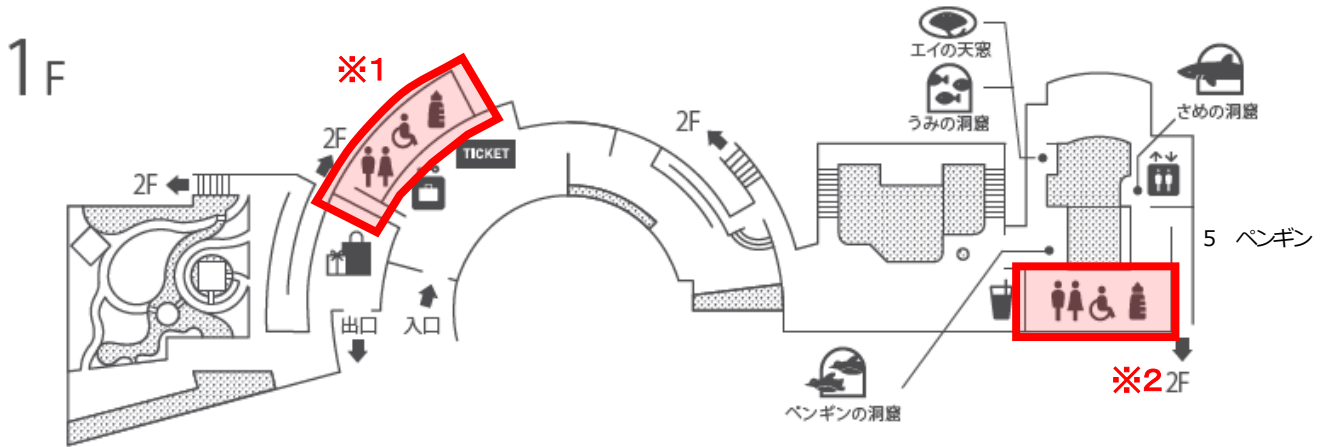 1F
※1
エイの天窓
うみの洞窟
さめの洞窟
2F
TICKET
2F
2F
5 ペンギン
出口
入口
※2
2F
ペンギンの洞窟